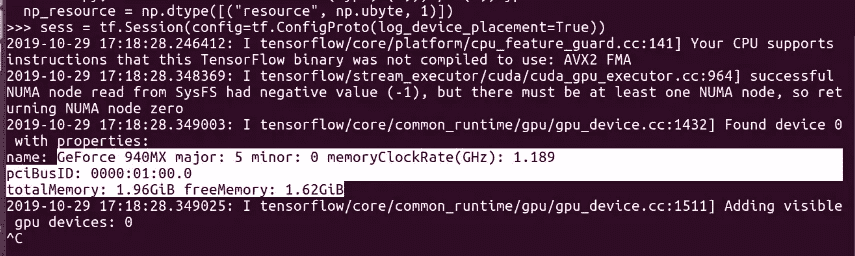 np_resource = np.dtype([("resource", np.ubyte, 1)])
>>> sess = tf.Session(config=tf.ConfigProto(log_device_placement=True))
2019-10-29 17:18:28.246412: I tensorflow/core/platform/cpu_feature_guard.cc:141] Your CPU supports
instructions that this TensorFlow binary was not compiled to use: AVX2 FMA
2019-10-29 17:18:28.348369: I tensorflow/stream_executor/cuda/cuda_gpu_executor.cc:964] successful
NUMA node read from SysFS had negative value (-1), but there must be at least one NUMA node, so ret
urning NUMA node zero
2019-10-29 17:18:28.349003: I tensorflow/core/common_runtime/gpu/gpu_device.cc:1432] Found device 0
with properties:
name: GeForce 940MX major: 5 minor: 0 memoryClockRate(GHz): 1.189
pciBusID: 0000:01:00.0
totalMemory: 1.96GiB freeMemory: 1.62GiB
2019-10-29 17:18:28.349025: I tensorflow/core/common_runtime/gpu/gpu_device.cc:1511] Adding visible
gpu devices: 0
^C